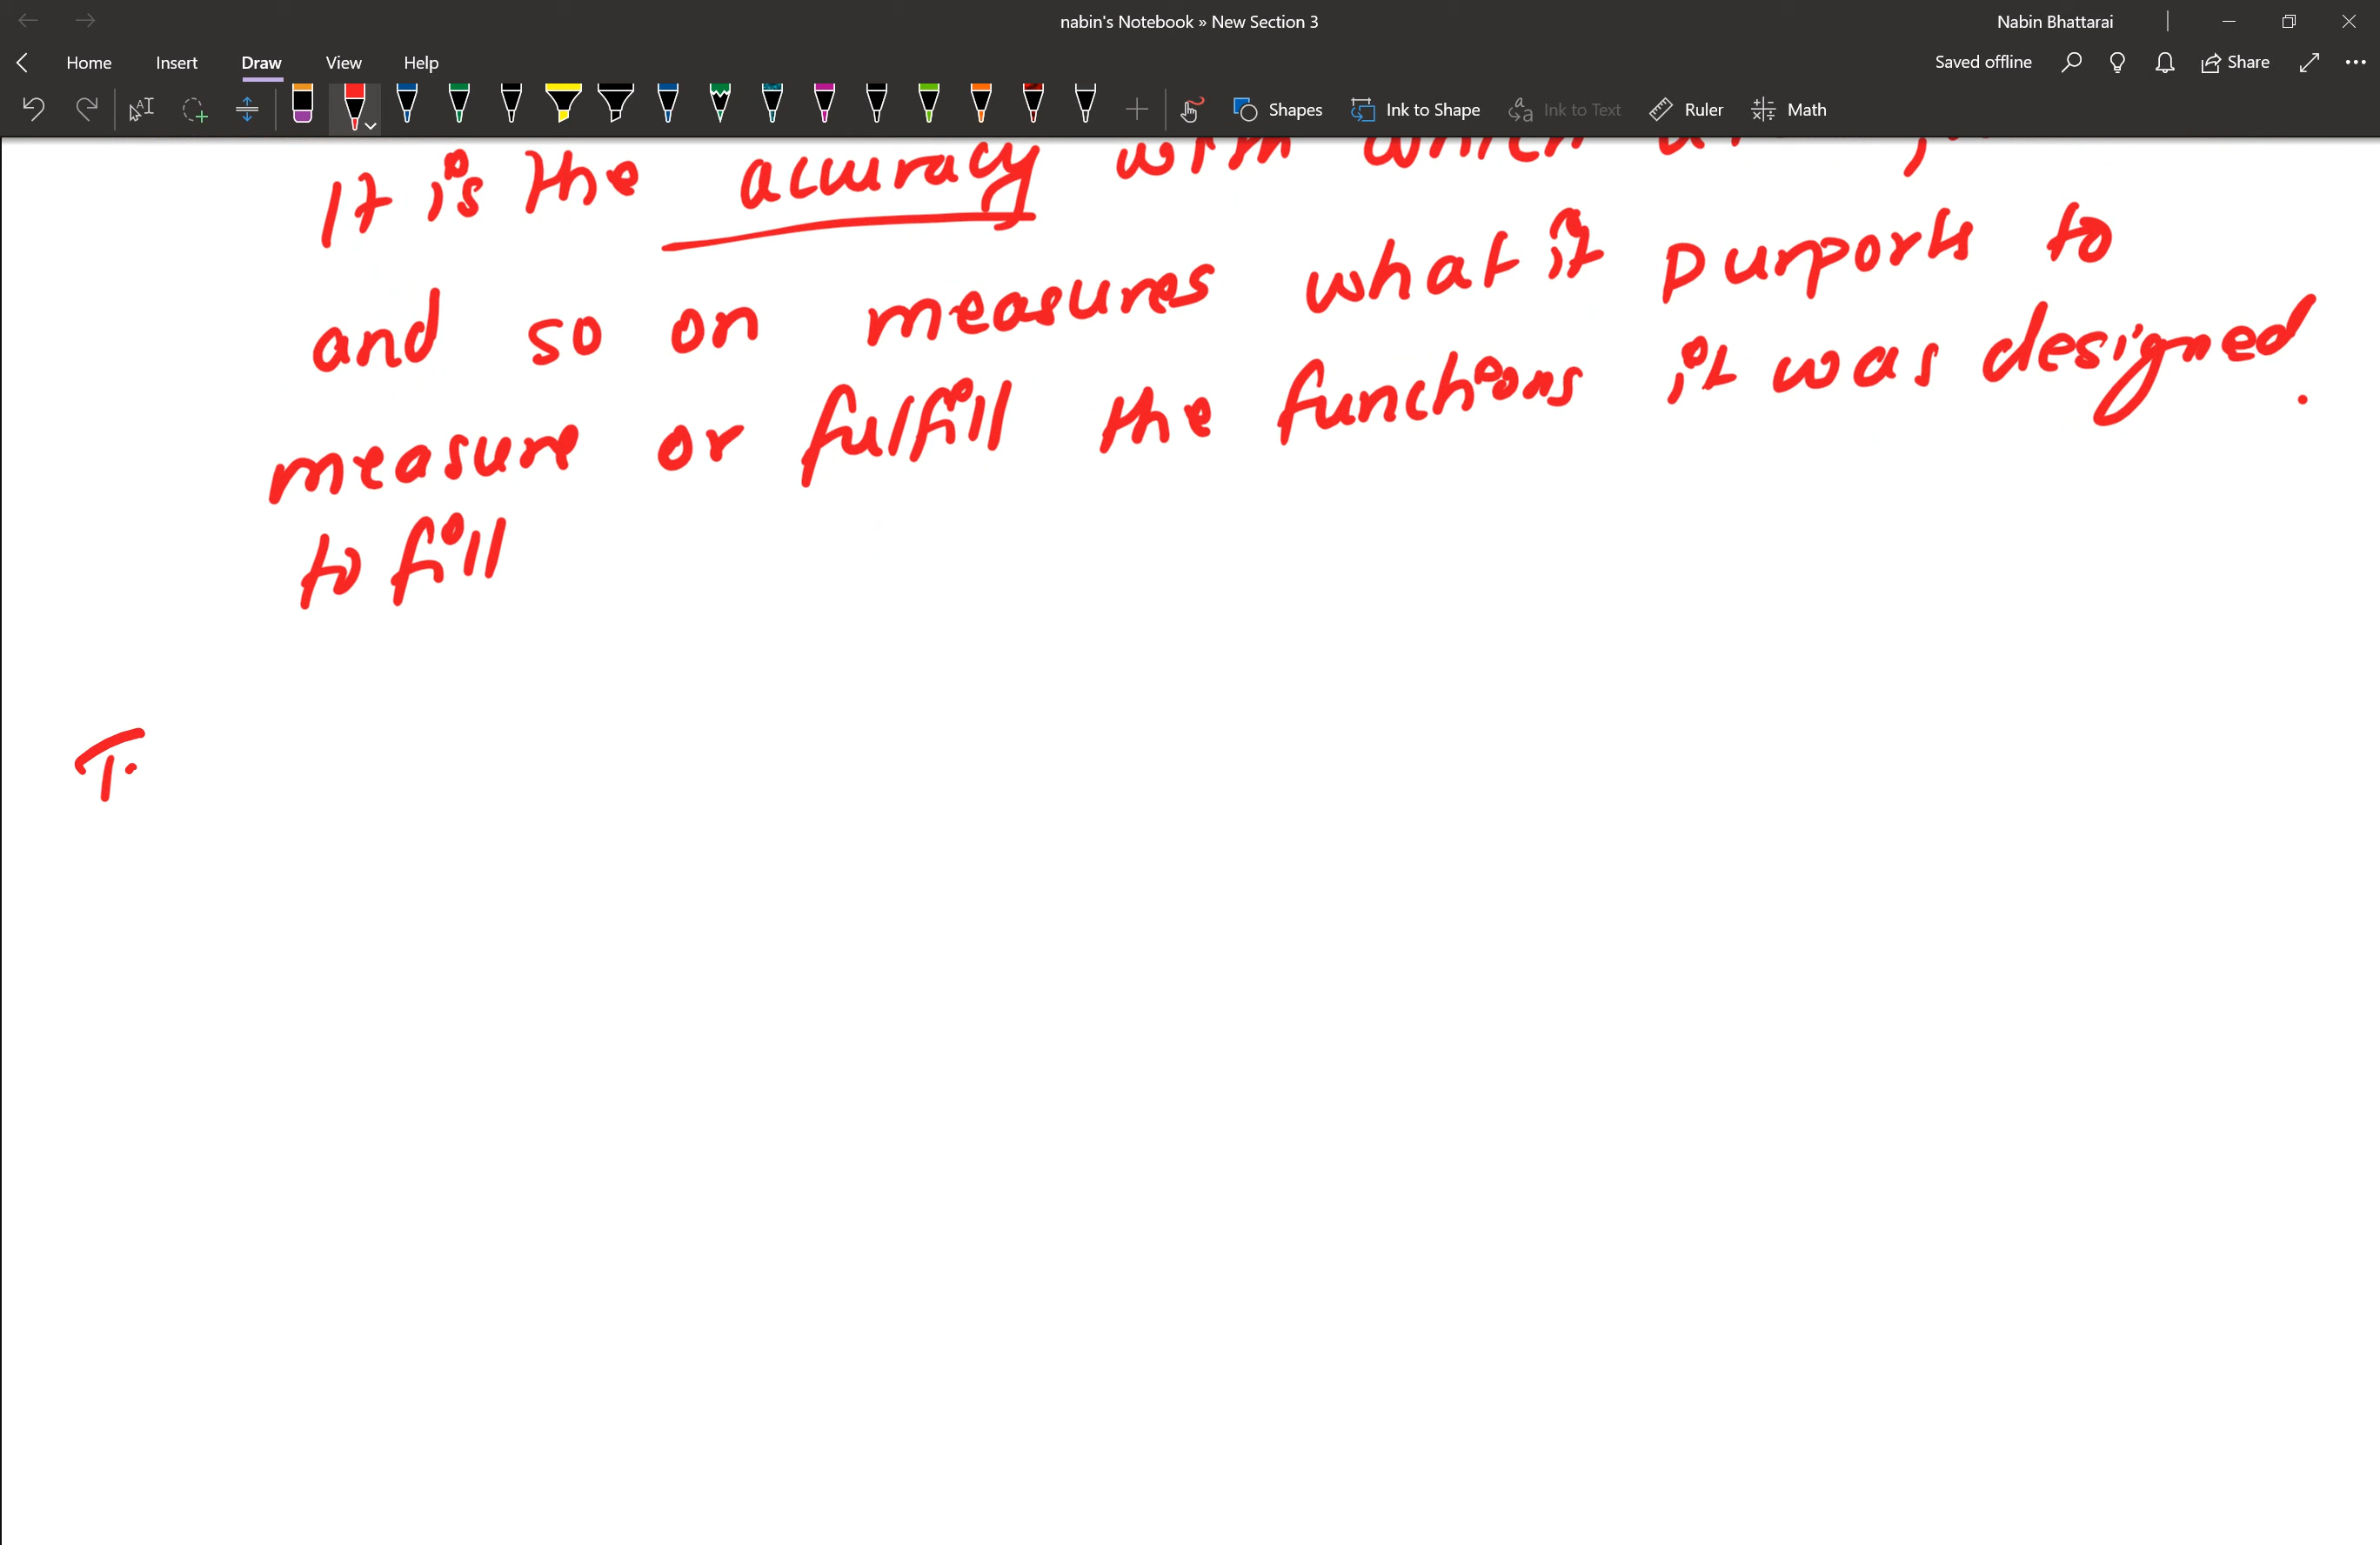 nabin's Notebook » New Section 3
Nabin Bhattarai
Home Insert Draw View Help
Saved offline
Share
Shapes
Ink to Shape
Ink to Text
Ruler
Math
It is the accuracy with which
and so on measures what it purports to
measure or fulfill the functions it was designed.
to fill
T